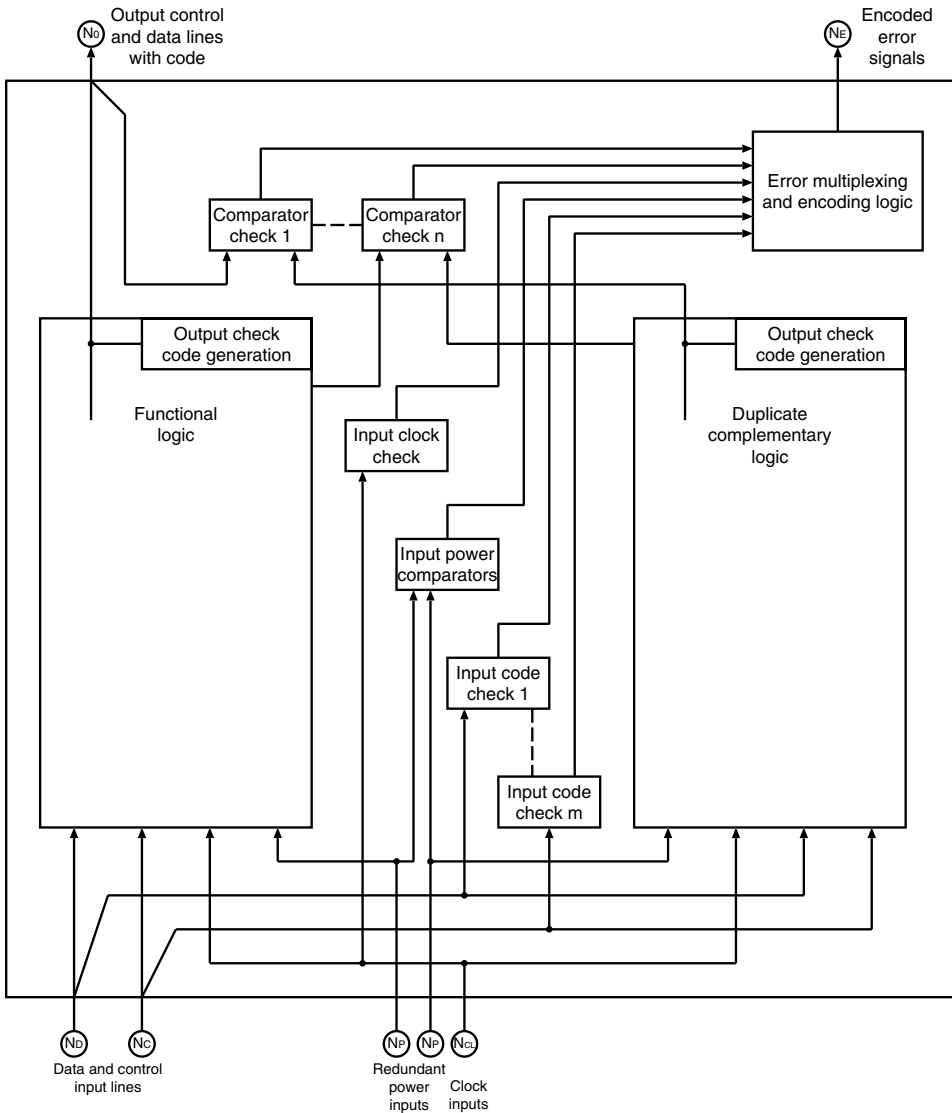 Output control
and data lines
with code
N0
Encoded
error
signals
NE
Error multiplexing
and encoding logic
Comparator
check 1
Comparator
check n
Output check
code generation
Functional
logic
Input clock
check
Output check
code generation
Duplicate
complementary
logic
Input power
comparators
Input code
check 1
Input code
check m
ND
NC
NP
NP
NCL
Data and control
input lines
Redundant
power
inputs
Clock
inputs